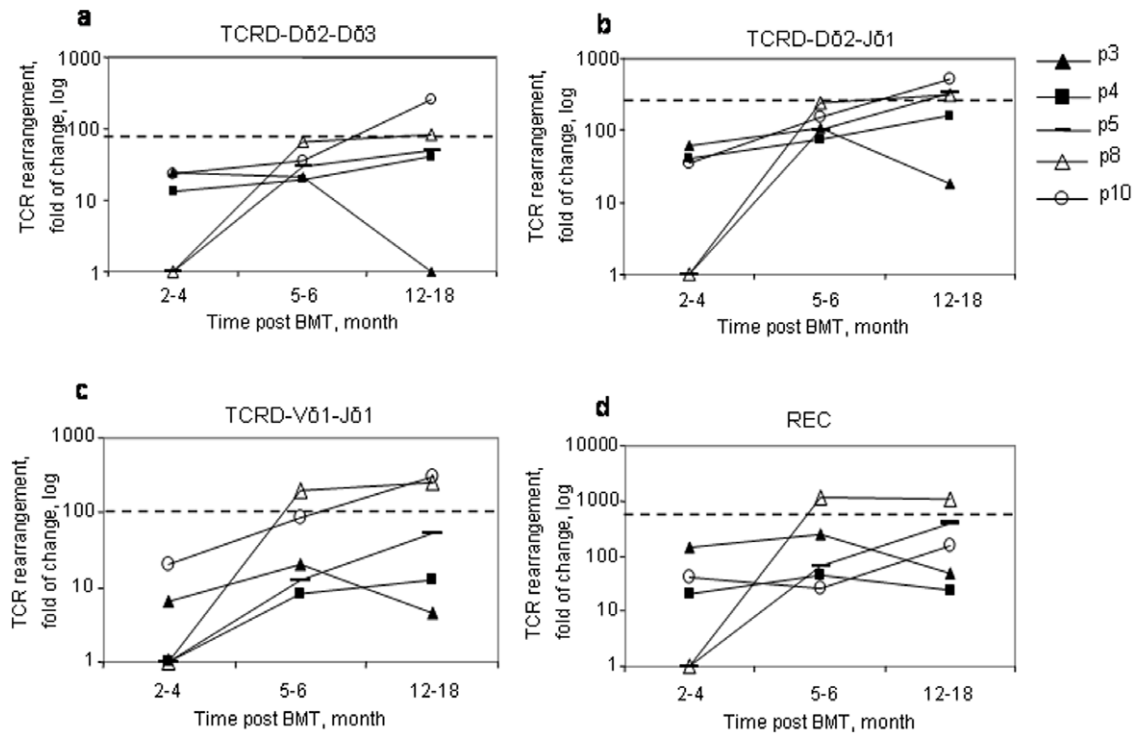 a
TCRD-Dδ2-Dδ3
TCR rearrangement,
fold of change, log
1000
100
10
1
2-4 5-6 12-18
Time post BMT, month
b
TCRD-Dδ2-Jδ1
TCR rearrangement,
fold of change, log
1000
100
10
1
2-4 5-6 12-18
Time post BMT, month
p3
p4
p5
p8
p10
c
TCRD-Vδ1-Jδ1
TCR rearrangement,
fold of change, log
1000
100
10
1
2-4 5-6 12-18
Time post BMT, month
d
REC
TCR rearrangement,
fold of change, log
10000
1000
100
10
1
2-4 5-6 12-18
Time post BMT, month